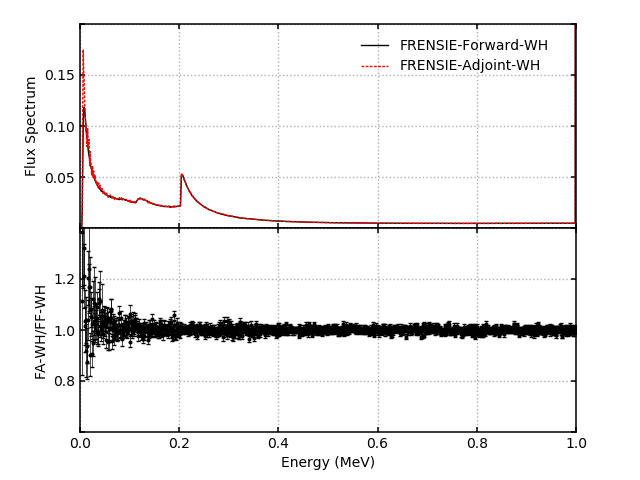 FRENSIE-Forward-WH
FRENSIE-Adjoint-WH
Flux Spectrum
0.15
0.10
0.05
FA-WH/FF-WH
1.2
1.0
0.8
0.0 0.2 0.4 0.6 0.8 1.0
Energy (MeV)